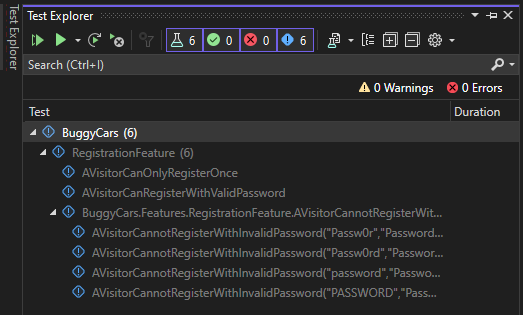 Test Explorer
Test Explorer
6 0 0 6
Search (Ctrl+I)
0 Warnings 0 Errors
Test Duration
BuggyCars (6)
RegistrationFeature (6)
AVisitorCanOnlyRegisterOnce
AVisitorCanRegisterWithValidPassword
BuggyCars.Features.RegistrationFeature.AVisitorCannotRegisterWit...
AVisitorCannotRegisterWithInvalidPassword("Passw0r","Password...
AVisitorCannotRegisterWithInvalidPassword("Passw0rd","Passwor...
AVisitorCannotRegisterWithInvalidPassword("password","Passwo...
AVisitorCannotRegisterWithInvalidPassword("PASSWORD","Pass...